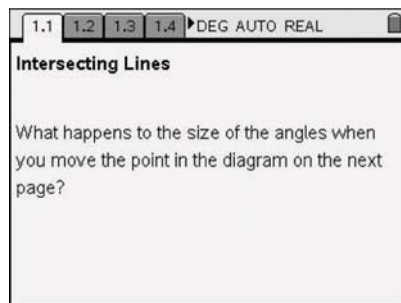 1.1 1.2 1.3 1.4 DEG AUTO REAL
Intersecting Lines
What happens to the size of the angles when
you move the point in the diagram on the next
page?